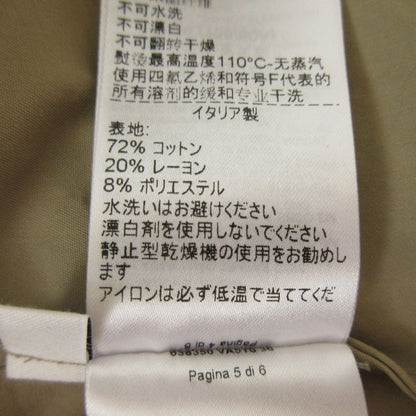 不可水洗
不可漂白
不可翻转干燥
熨烫最高温度110°C-无蒸汽
使用四氯乙烯和符号F代表的
所有溶剂的缓和专业干洗
イタリア製
表地:
72% コットン
20% レーヨン
8% ポリエステル
水洗いはお避けください
漂白剤を使用しないでください
静止型乾燥機の使用をお勧めし
ます
アイロンは必ず低温で当ててくだ
Pagina 4 di 6
Pagina 5 di 6